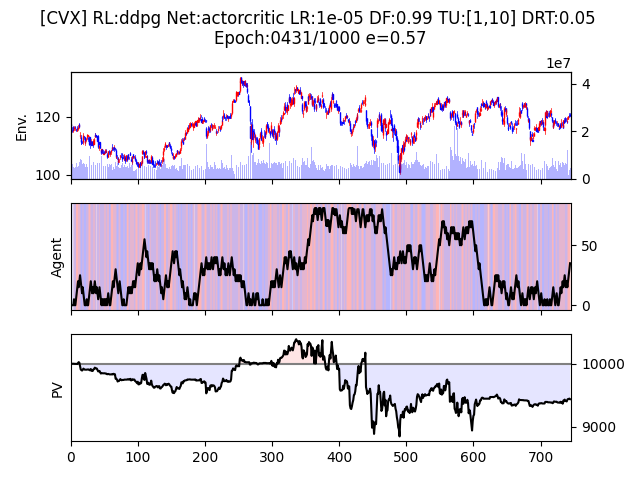 [CVX] RL:ddpg Net:actorcritic LR:1e-05 DF:0.99 TU:[1,10] DRT:0.05
Epoch:0431/1000 e=0.57
1e7
Env.
120
100
4
2
0
Agent
50
0
PV
10000
9000
0
100
200
300
400
500
600
700